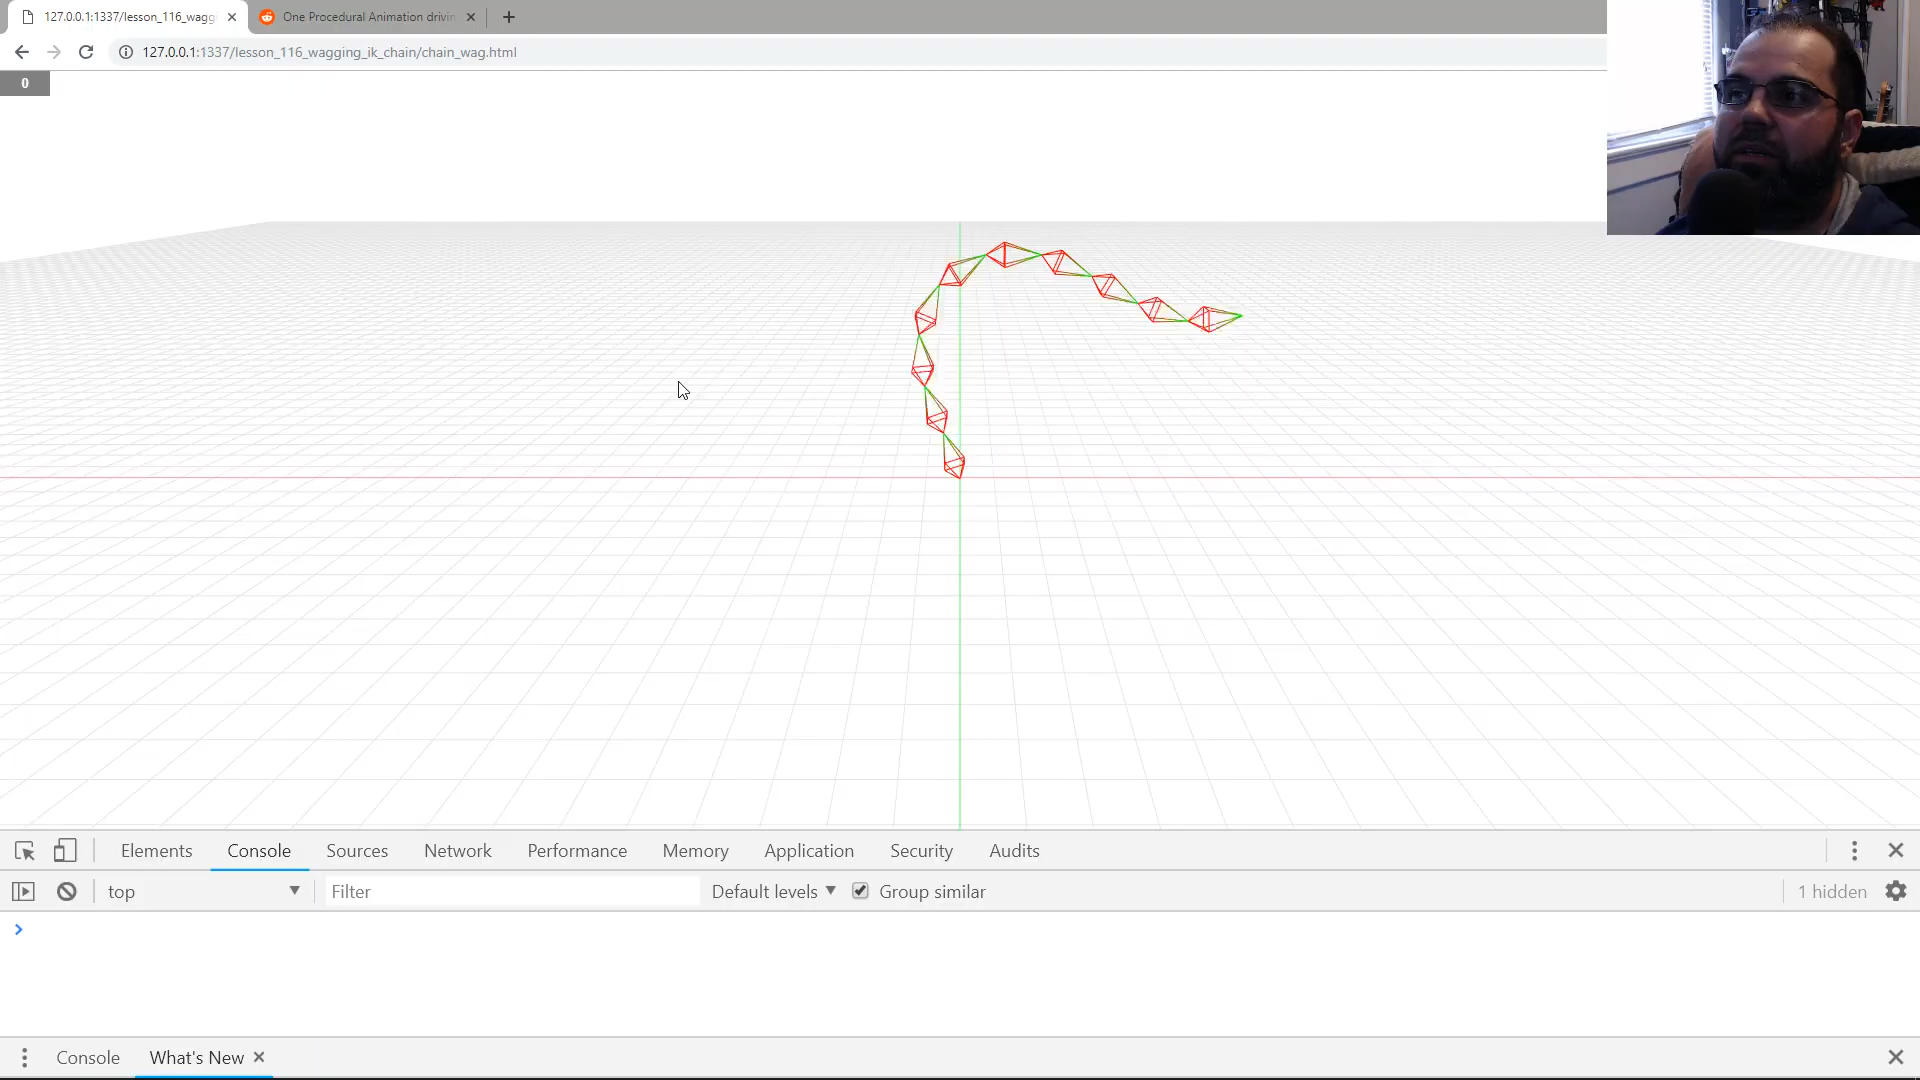 127.0.0.1:1337/lesson_116_wagg
One Procedural Animation drivin
127.0.0.1:1337/lesson_116_wagging_ik_chain/chain_wag.html
0
Elements
Console
Sources
Network
Performance
Memory
Application
Security
Audits
top
Filter
Default levels
Group similar
1 hidden
Console
What's New